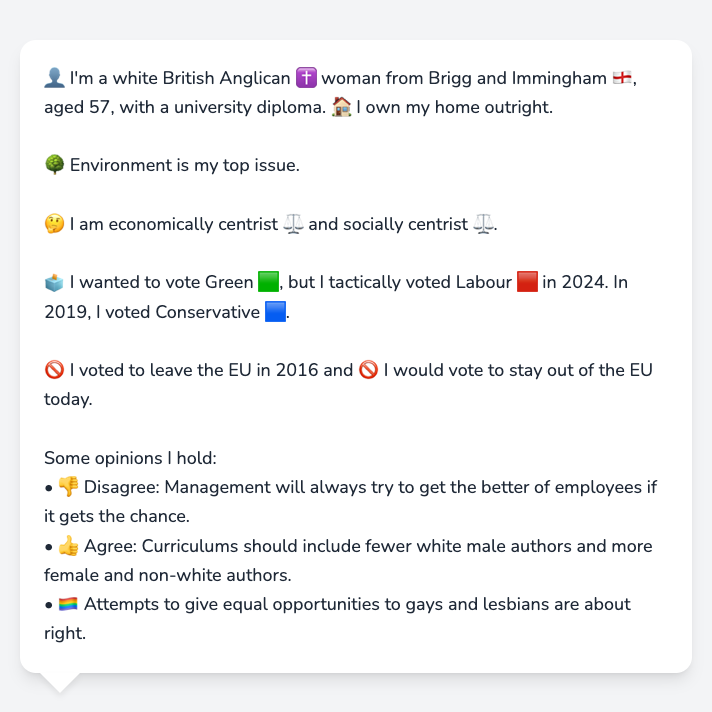 👤 I'm a white British Anglican ✝️ woman from Brigg and Immingham 🏴󠁧󠁢󠁥󠁮󠁧󠁿,
aged 57, with a university diploma. 🏠 I own my home outright.
🌳 Environment is my top issue.
🤔 I am economically centrist ⚖️ and socially centrist ⚖️.
🗳️ I wanted to vote Green 🟩, but I tactically voted Labour 🟥 in 2024. In
2019, I voted Conservative 🟦.
🚫 I voted to leave the EU in 2016 and 🚫 I would vote to stay out of the EU
today.
Some opinions I hold:
• 👎 Disagree: Management will always try to get the better of employees if
it gets the chance.
• 👍 Agree: Curriculums should include fewer white male authors and more
female and non-white authors.
• 🏳️‍🌈 Attempts to give equal opportunities to gays and lesbians are about
right.